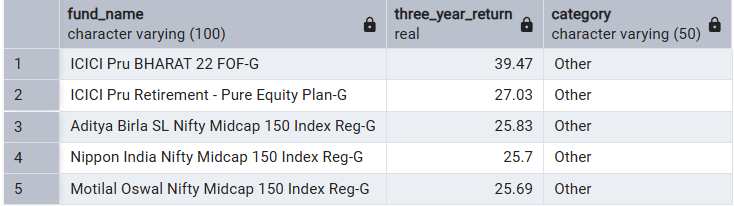 fund_name three_year_return category
character varying (100) real character varying (50)
1 ICICI Pru BHARAT 22 FOF-G 39.47 Other
2 ICICI Pru Retirement - Pure Equity Plan-G 27.03 Other
3 Aditya Birla SL Nifty Midcap 150 Index Reg-G 25.83 Other
4 Nippon India Nifty Midcap 150 Index Reg-G 25.7 Other
5 Motilal Oswal Nifty Midcap 150 Index Reg-G 25.69 Other